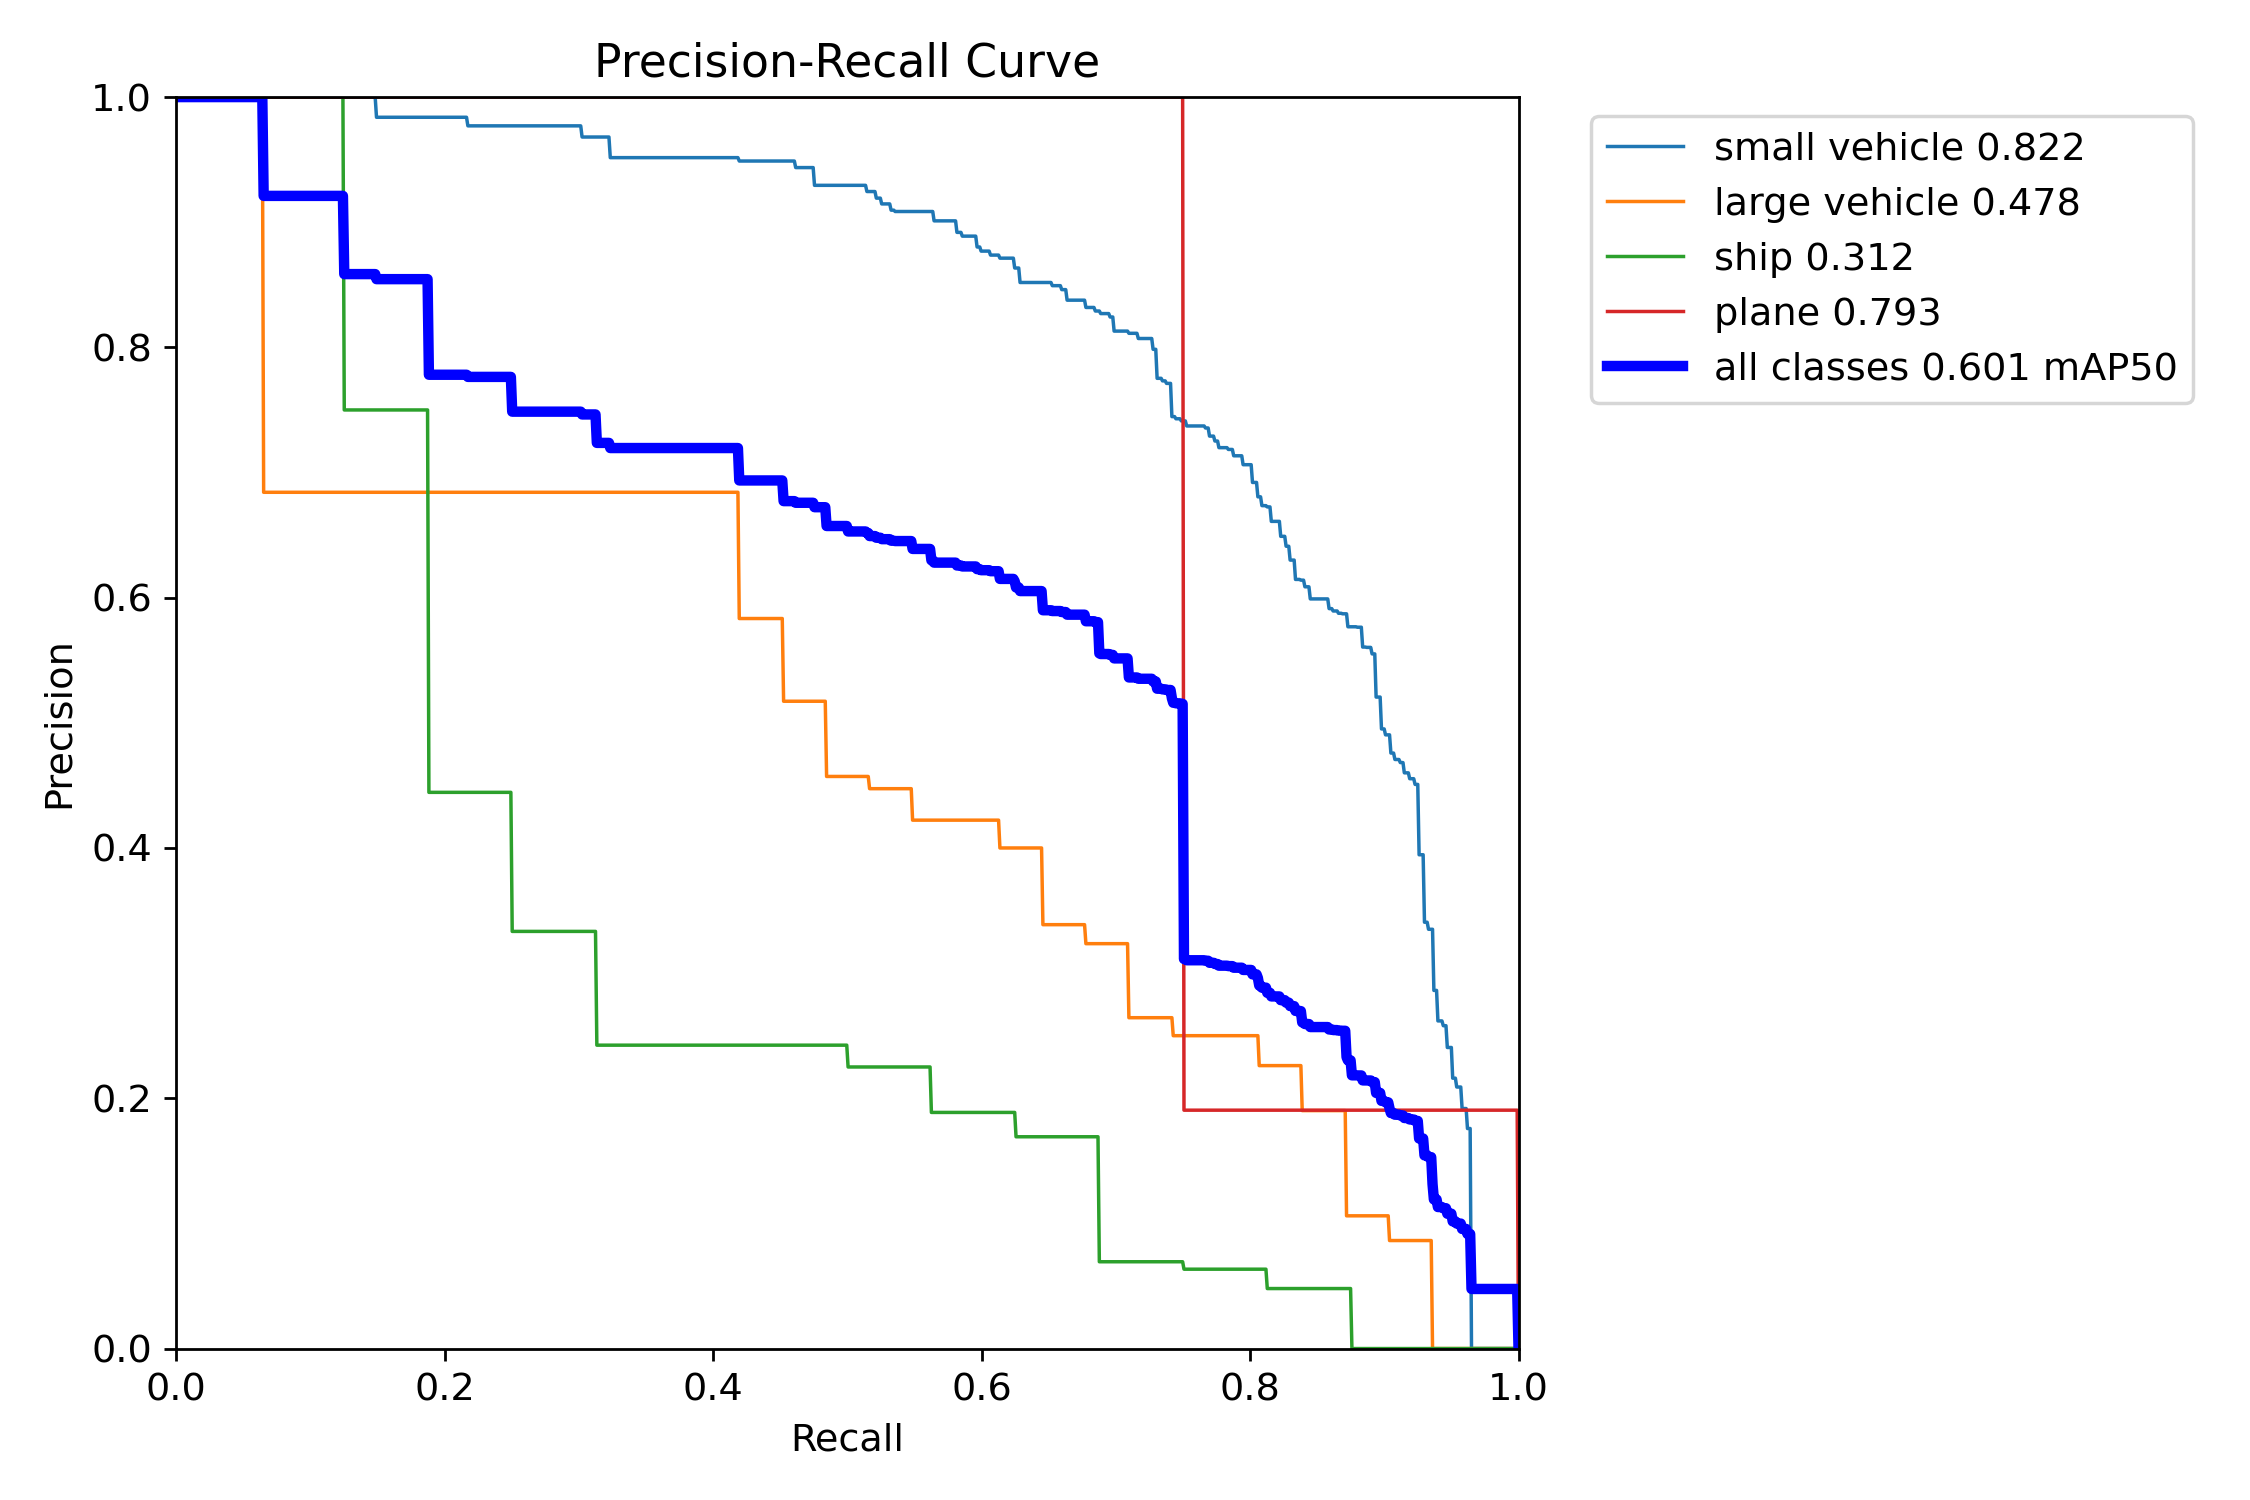 Precision-Recall Curve
1.0
0.8
0.6
0.4
0.2
0.0
Precision
0.0 0.2 0.4 0.6 0.8 1.0
Recall
small vehicle 0.822
large vehicle 0.478
ship 0.312
plane 0.793
all classes 0.601 mAP50